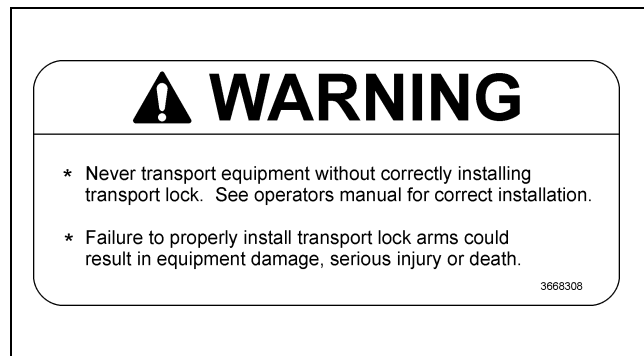 WARNING
* Never transport equipment without correctly installing
transport lock. See operators manual for correct installation.
* Failure to properly install transport lock arms could
result in equipment damage, serious injury or death.
3668308